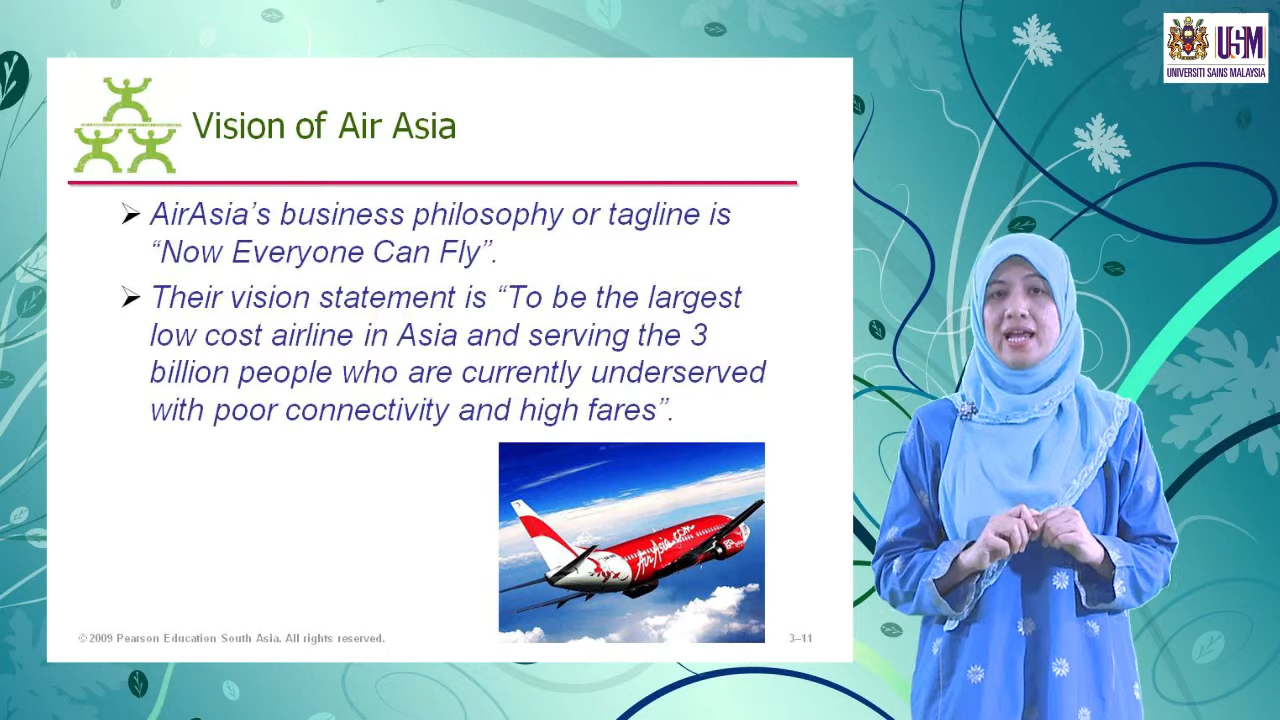 USM
UNIVERSITI SAINS MALAYSIA
Vision of Air Asia
➢ AirAsia's business philosophy or tagline is
“Now Everyone Can Fly”.
➢ Their vision statement is “To be the largest
low cost airline in Asia and serving the 3
billion people who are currently underserved
with poor connectivity and high fares”.
AirAsia.com
© 2009 Pearson Education South Asia. All rights reserved.
3–11